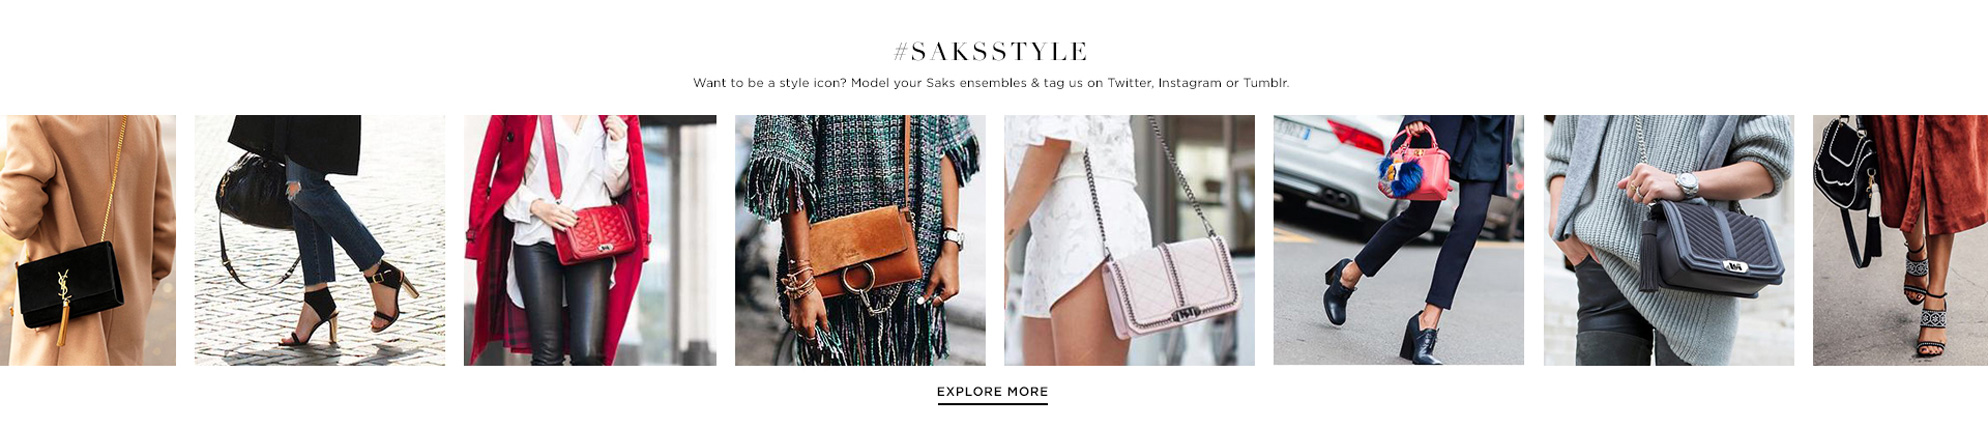 #SAKSSTYLE
Want to be a style icon? Model your Saks ensembles & tag us on Twitter, Instagram or Tumblr.
YSL
EXPLORE MORE